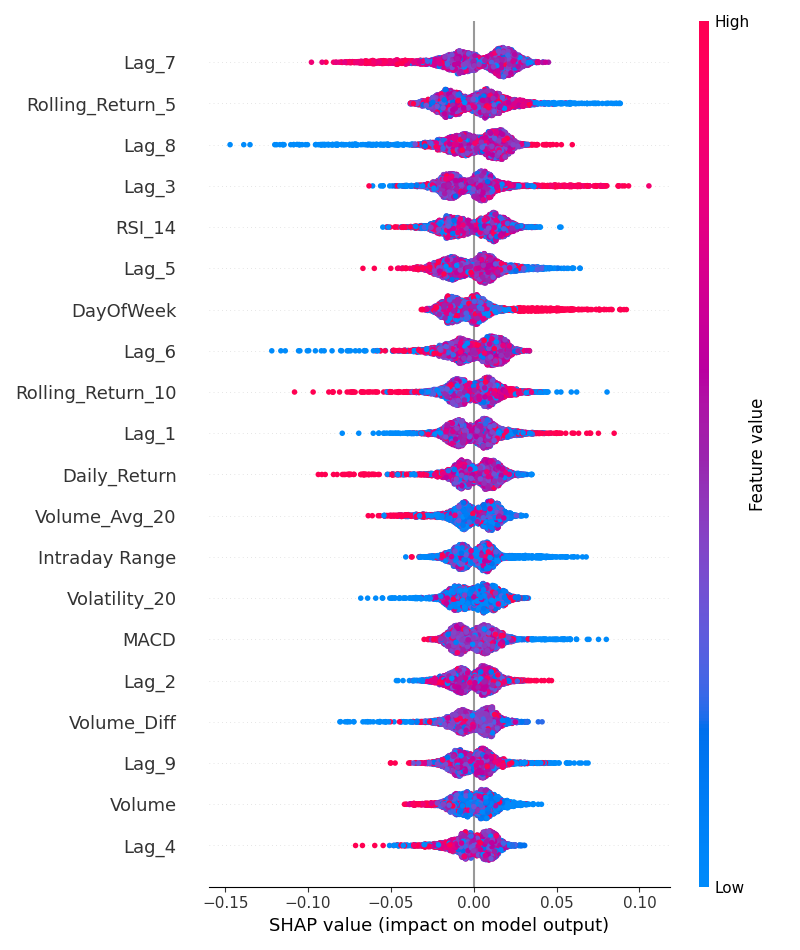 High
Lag_7
Rolling_Return_5
Lag_8
Lag_3
RSI_14
Lag_5
DayOfWeek
Lag_6
Rolling_Return_10
Lag_1
Daily_Return
Volume_Avg_20
Intraday Range
Volatility_20
MACD
Lag_2
Volume_Diff
Lag_9
Volume
Lag_4
Feature value
Low
−0.15 −0.10 −0.05 0.00 0.05 0.10
SHAP value (impact on model output)